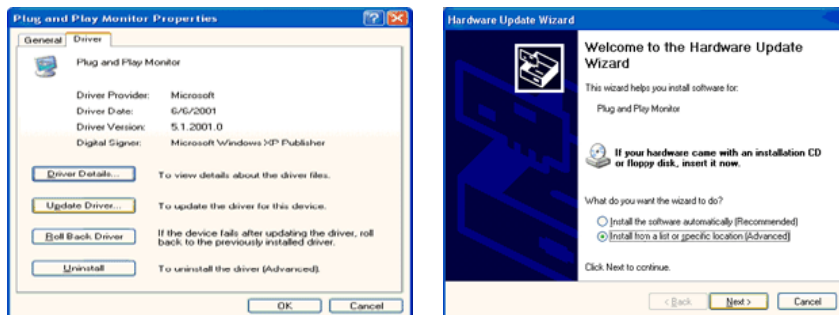 Plug and Play Monitor Properties
General
Driver
Plug and Play Monitor
Driver Provider: Microsoft
Driver Date: 6/6/2001
Driver Version: 5.1.2001.0
Digital Signer: Microsoft Windows XP Publisher
Driver Details... To view details about the driver files.
Update Driver... To update the driver for this device.
Roll Back Driver If the device fails after updating the driver, roll
back to the previously installed driver.
Uninstall To uninstall the driver (Advanced).
OK Cancel
Hardware Update Wizard
Welcome to the Hardware Update
Wizard
This wizard helps you install software for:
Plug and Play Monitor
If your hardware came with an installation CD
or floppy disk, insert it now.
What do you want the wizard to do?
Install the software automatically (Recommended)
Install from a list or specific location (Advanced)
Click Next to continue.
< Back Next > Cancel